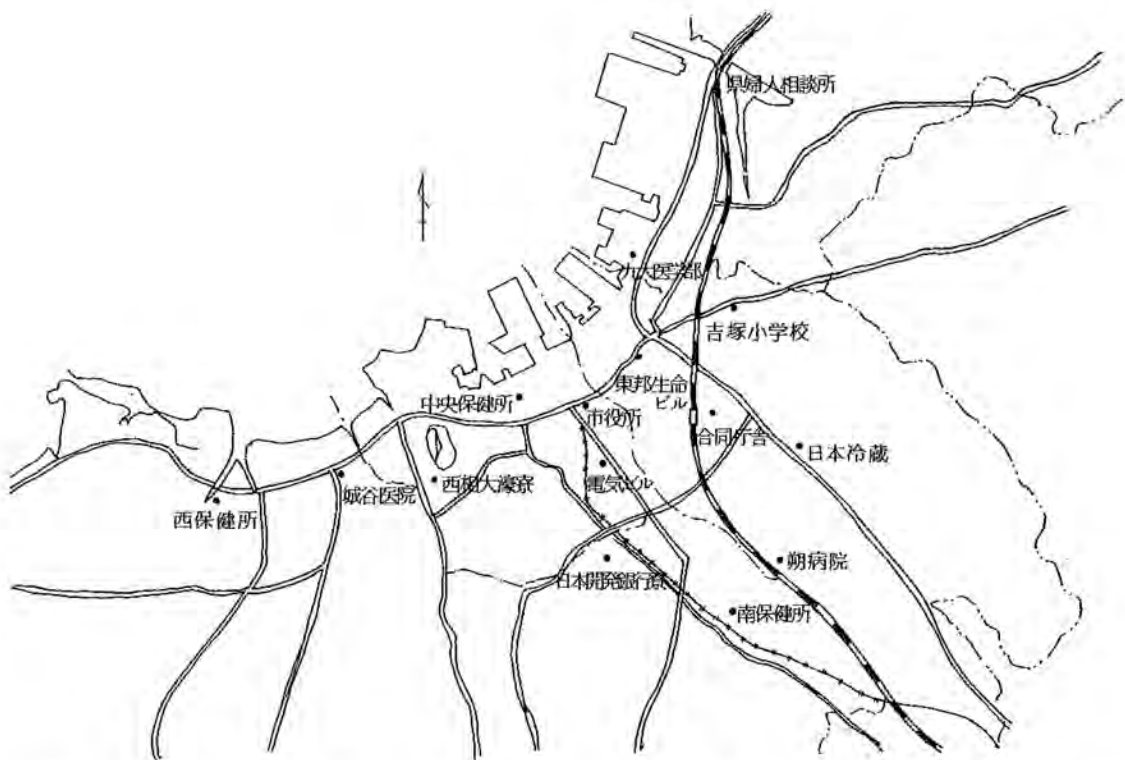 県婦人相談所
九大医学部
吉塚小学校
東邦生命
ビル
中央保健所
市役所
合同庁舎
日本冷蔵
城谷医院
西相大濠寮
電気ビル
西保健所
朔病院
日本開発銀行寮
南保健所